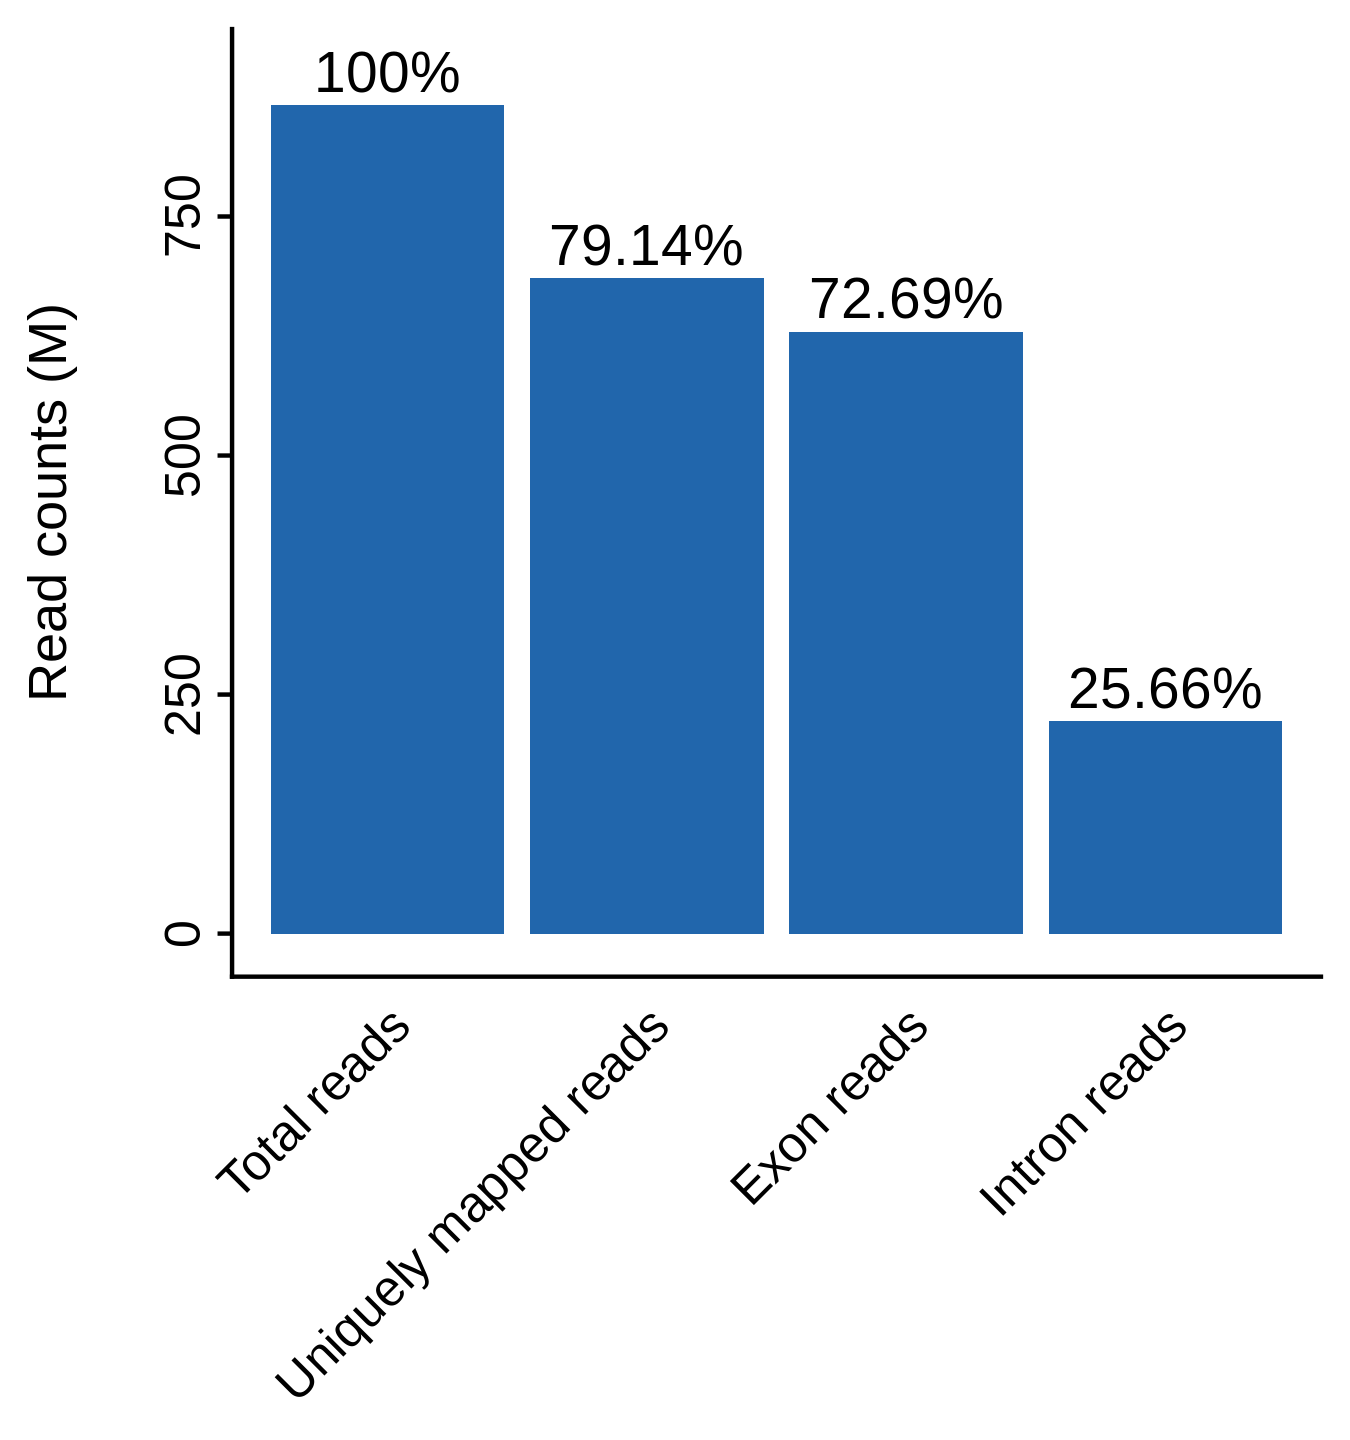 100%
79.14%
72.69%
25.66%
Read counts (M)
750
500
250
0
Total reads
Uniquely mapped reads
Exon reads
Intron reads